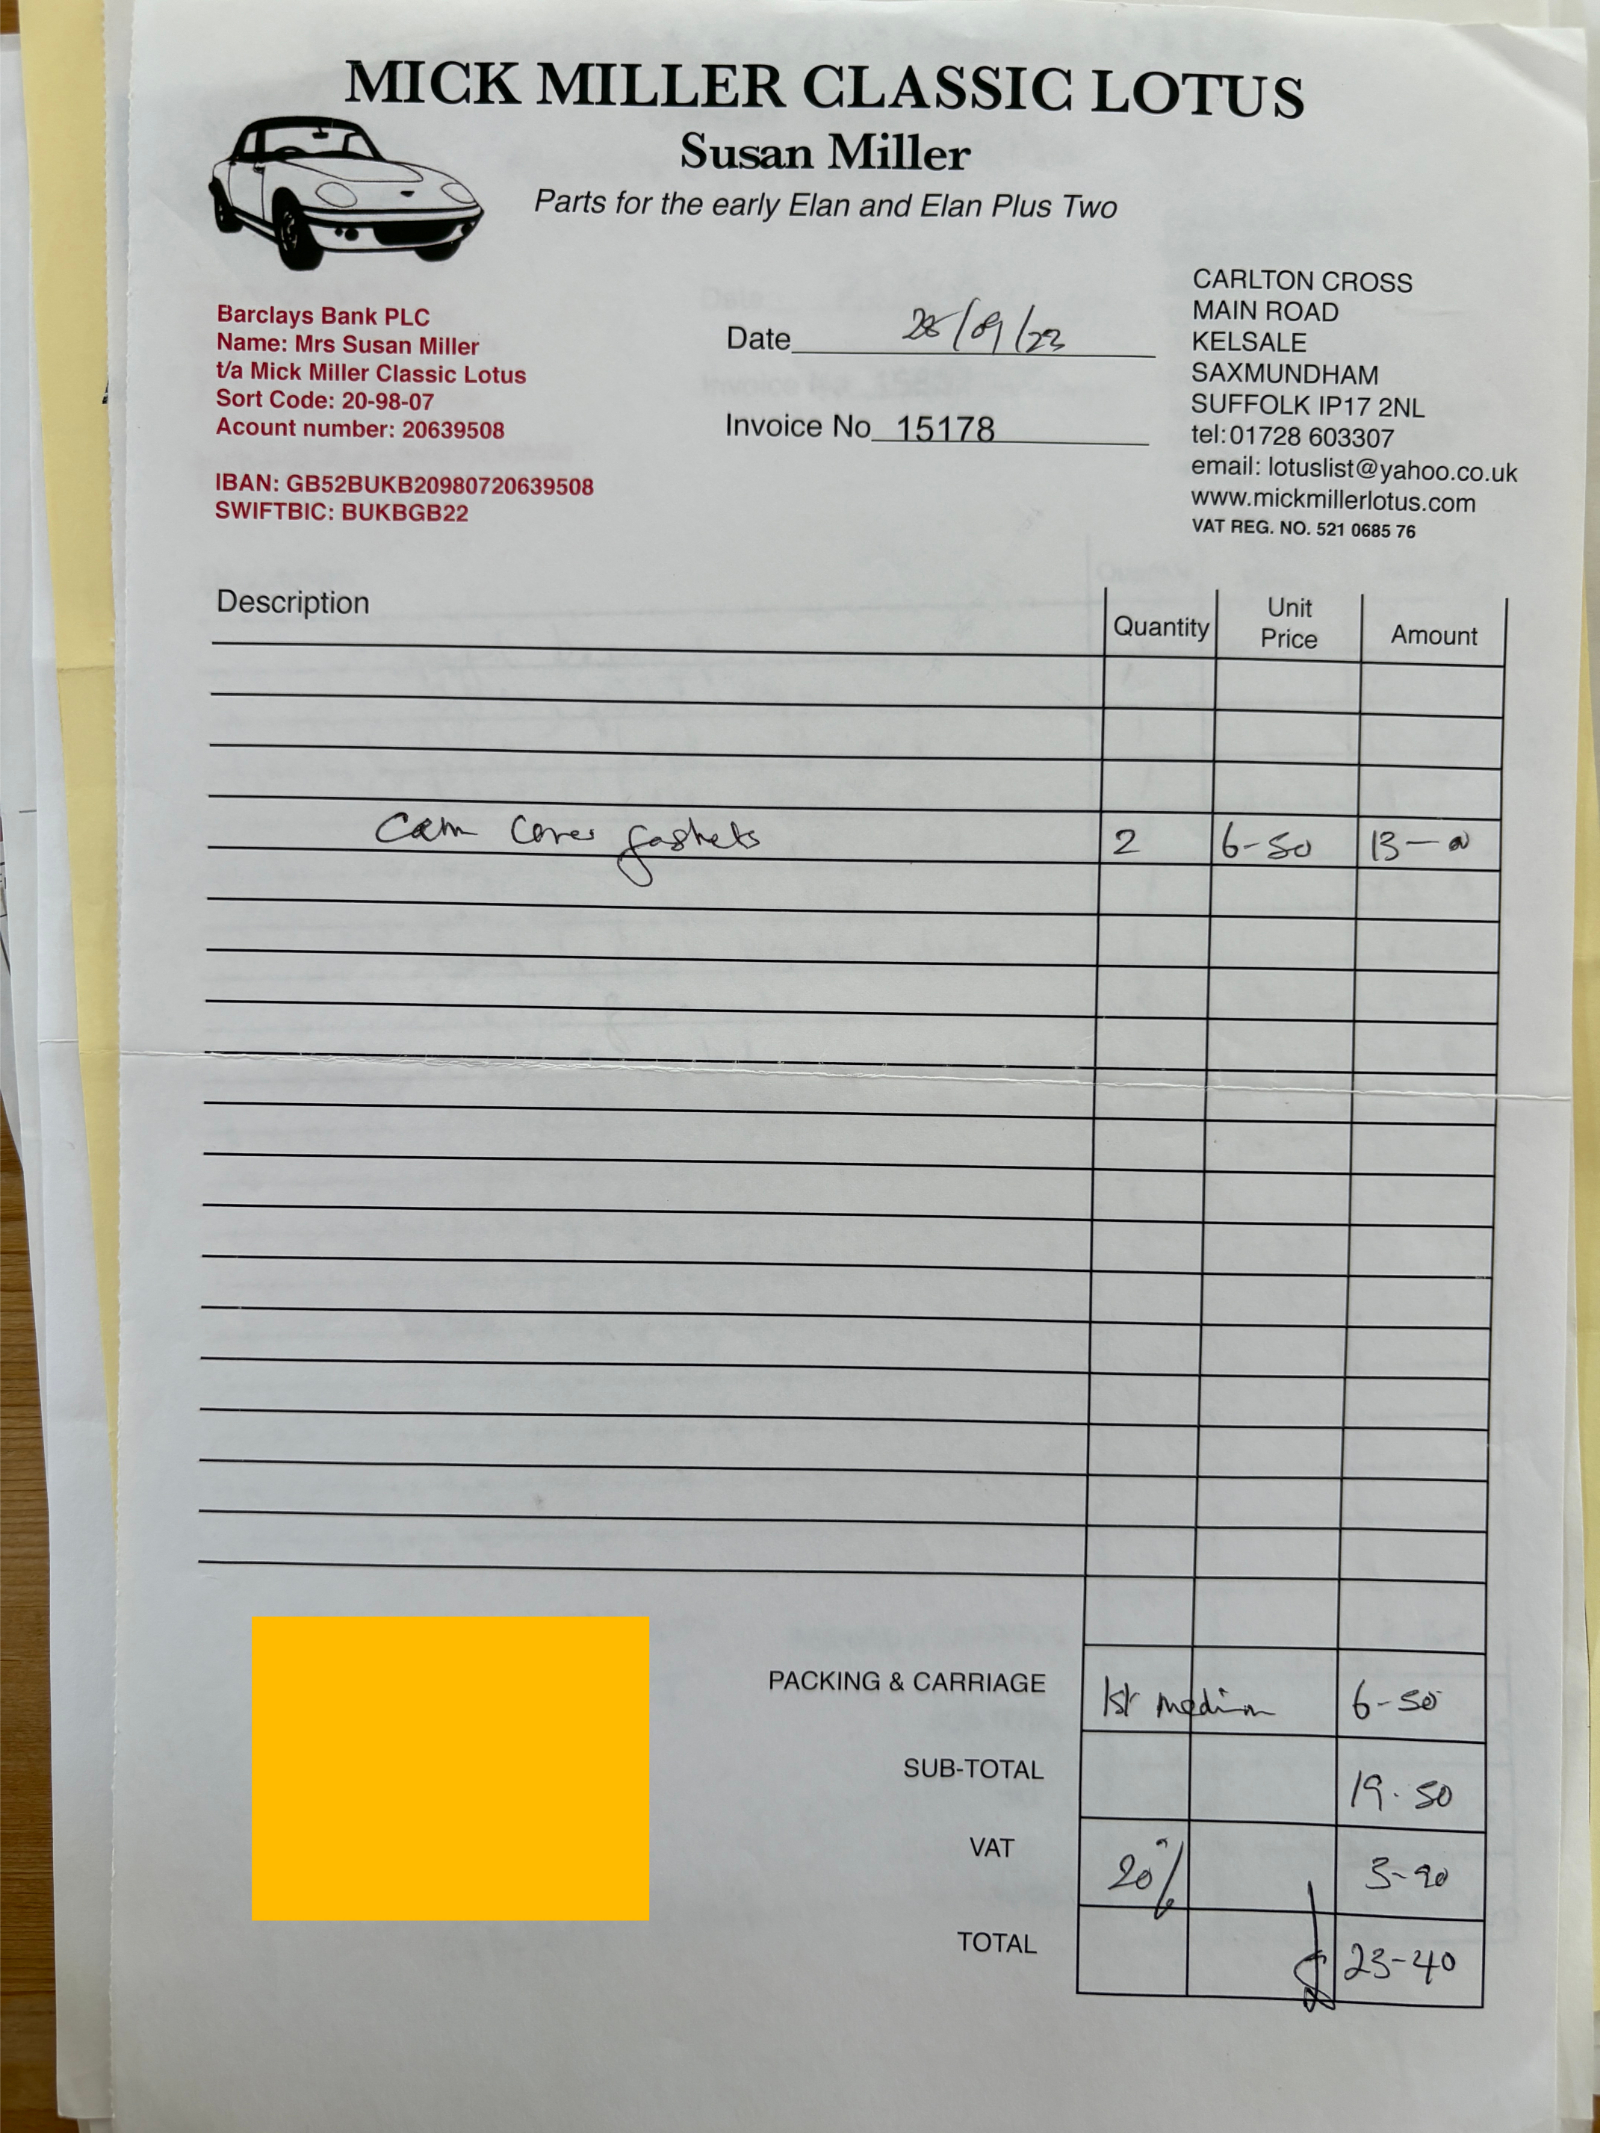 MICK MILLER CLASSIC LOTUS
Susan Miller
Parts for the early Elan and Elan Plus Two
Barclays Bank PLC
Name: Mrs Susan Miller
t/a Mick Miller Classic Lotus
Sort Code: 20-98-07
Acount number: 20639508
IBAN: GB52BUKB20980720639508
SWIFTBIC: BUKBGB22
Date 28/09/23
Invoice No 15178
CARLTON CROSS
MAIN ROAD
KELSALE
SAXMUNDHAM
SUFFOLK IP17 2NL
tel:01728 603307
email: lotuslist@yahoo.co.uk
www.mickmillerlotus.com
VAT REG. NO. 521 0685 76
Description Quantity Unit Price Amount
Cam Cover gaskets 2 6-50 13-00
PACKING & CARRIAGE 1st medium 6-50
SUB-TOTAL 19.50
VAT 20% 3-90
TOTAL £ 23-40